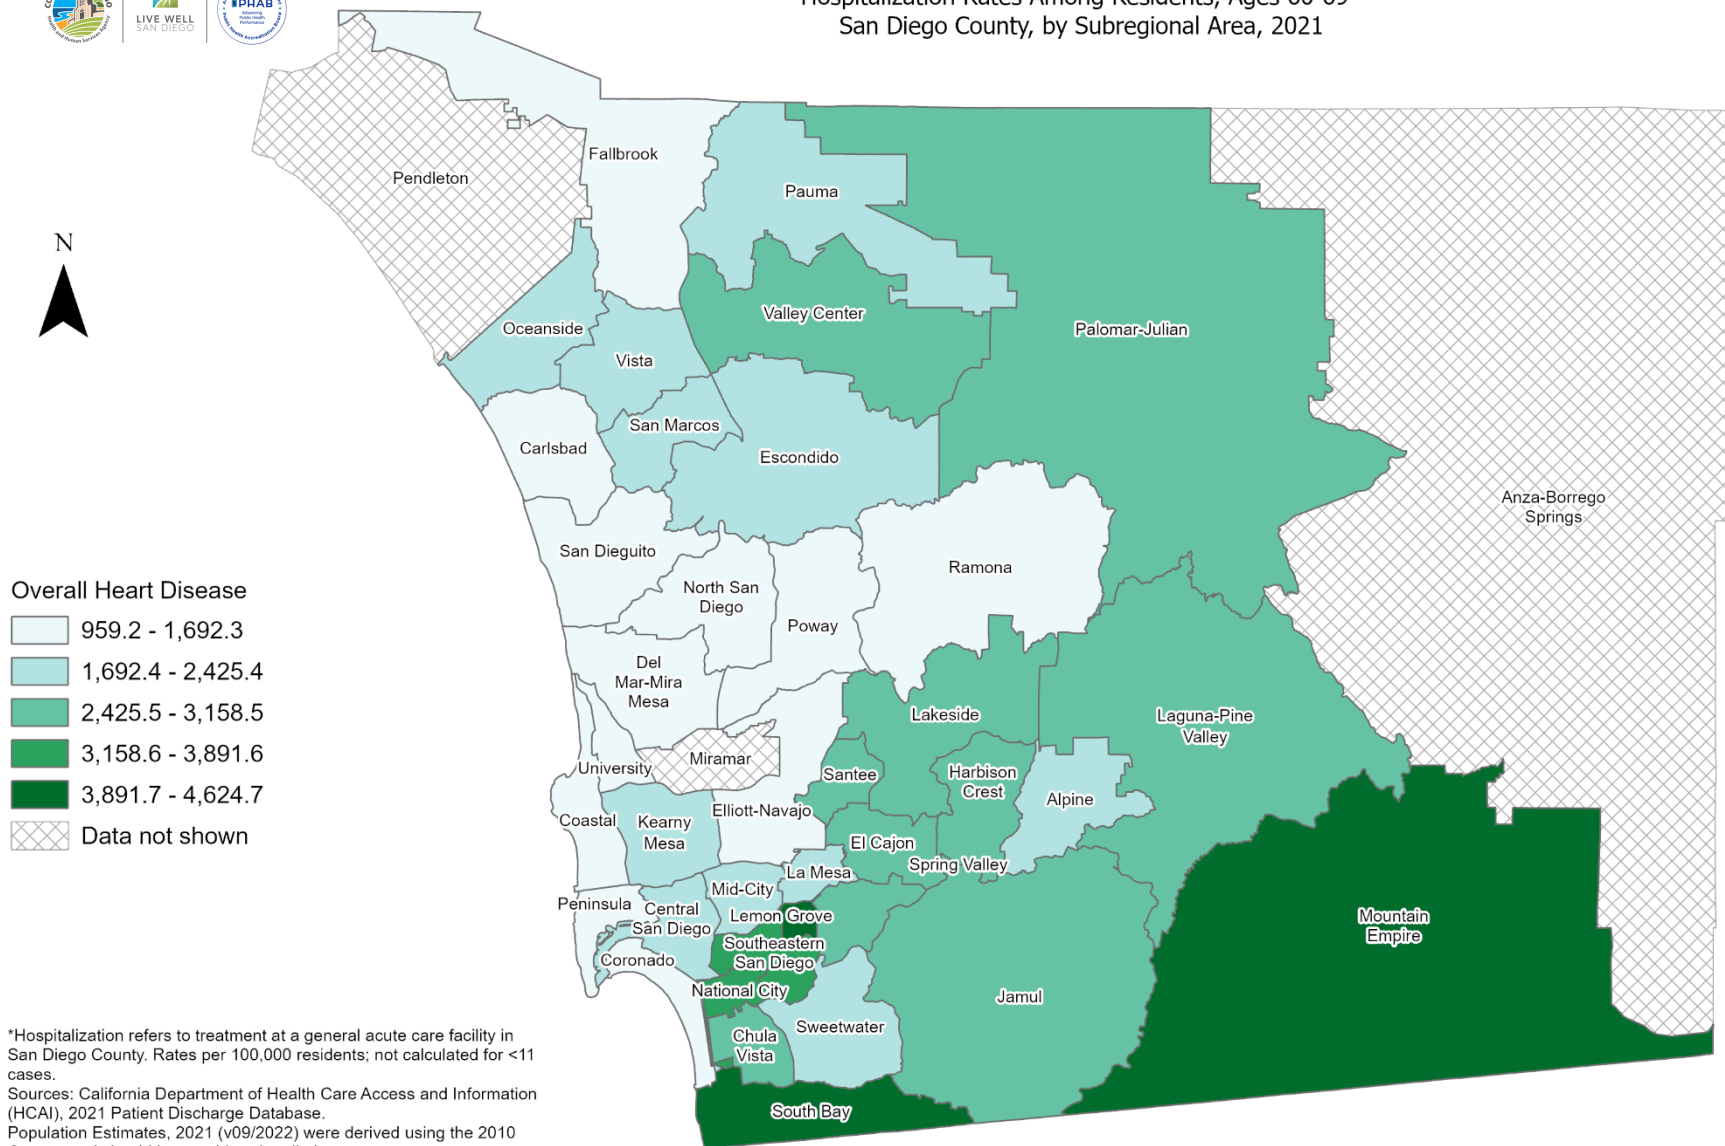 LIVE WELL
SAN DIEGO
PHAB
Advancing
Public Health
Performance
Hospitalization Rates Among Residents, Ages 60-69
San Diego County, by Subregional Area, 2021
N
Fallbrook
Pendleton
Pauma
Oceanside
Valley Center
Palomar-Julian
Vista
San Marcos
Carlsbad
Escondido
Anza-Borrego
Springs
San Dieguito
Ramona
North San
Diego
Poway
Del
Mar-Mira
Mesa
Lakeside
Laguna-Pine
Valley
Miramar
University
Santee
Harbison
Crest
Alpine
Elliott-Navajo
Coastal
Kearny
Mesa
El Cajon
Spring Valley
La Mesa
Mid-City
Peninsula
Central
San Diego
Lemon Grove
Mountain
Empire
Southeastern
San Diego
Coronado
National City
Jamul
Sweetwater
Chula
Vista
South Bay
Overall Heart Disease
959.2 - 1,692.3
1,692.4 - 2,425.4
2,425.5 - 3,158.5
3,158.6 - 3,891.6
3,891.7 - 4,624.7
Data not shown
*Hospitalization refers to treatment at a general acute care facility in
San Diego County. Rates per 100,000 residents; not calculated for <11
cases.
Sources: California Department of Health Care Access and Information
(HCAI), 2021 Patient Discharge Database.
Population Estimates, 2021 (v09/2022) were derived using the 2010